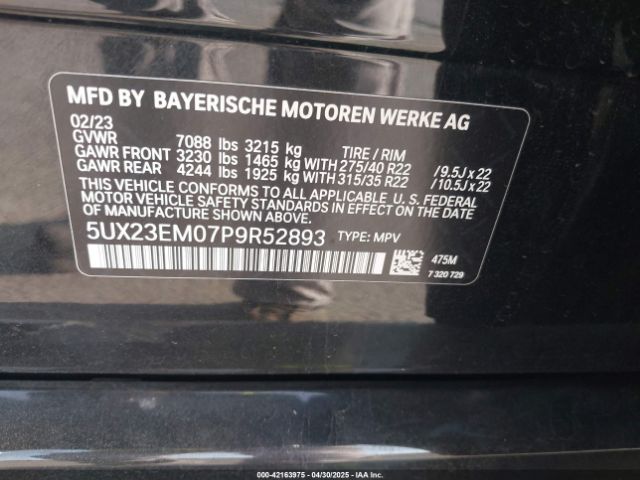 MFD BY BAYERISCHE MOTOREN WERKE AG
02/23
GVWR 7088 lbs 3215 kg TIRE / RIM
GAWR FRONT 3230 lbs 1465 kg WITH 275/40 R22 /9.5J x 22
GAWR REAR 4244 lbs 1925 kg WITH 315/35 R22 /10.5J x 22
THIS VEHICLE CONFORMS TO ALL APPLICABLE U. S. FEDERAL
MOTOR VEHICLE SAFETY STANDARDS IN EFFECT ON THE
DATE OF MANUFACTURE SHOWN ABOVE.
5UX23EM07P9R52893 TYPE: MPV
475M
7 320 729
000-42163975 - 04/30/2025 - IAA Inc.